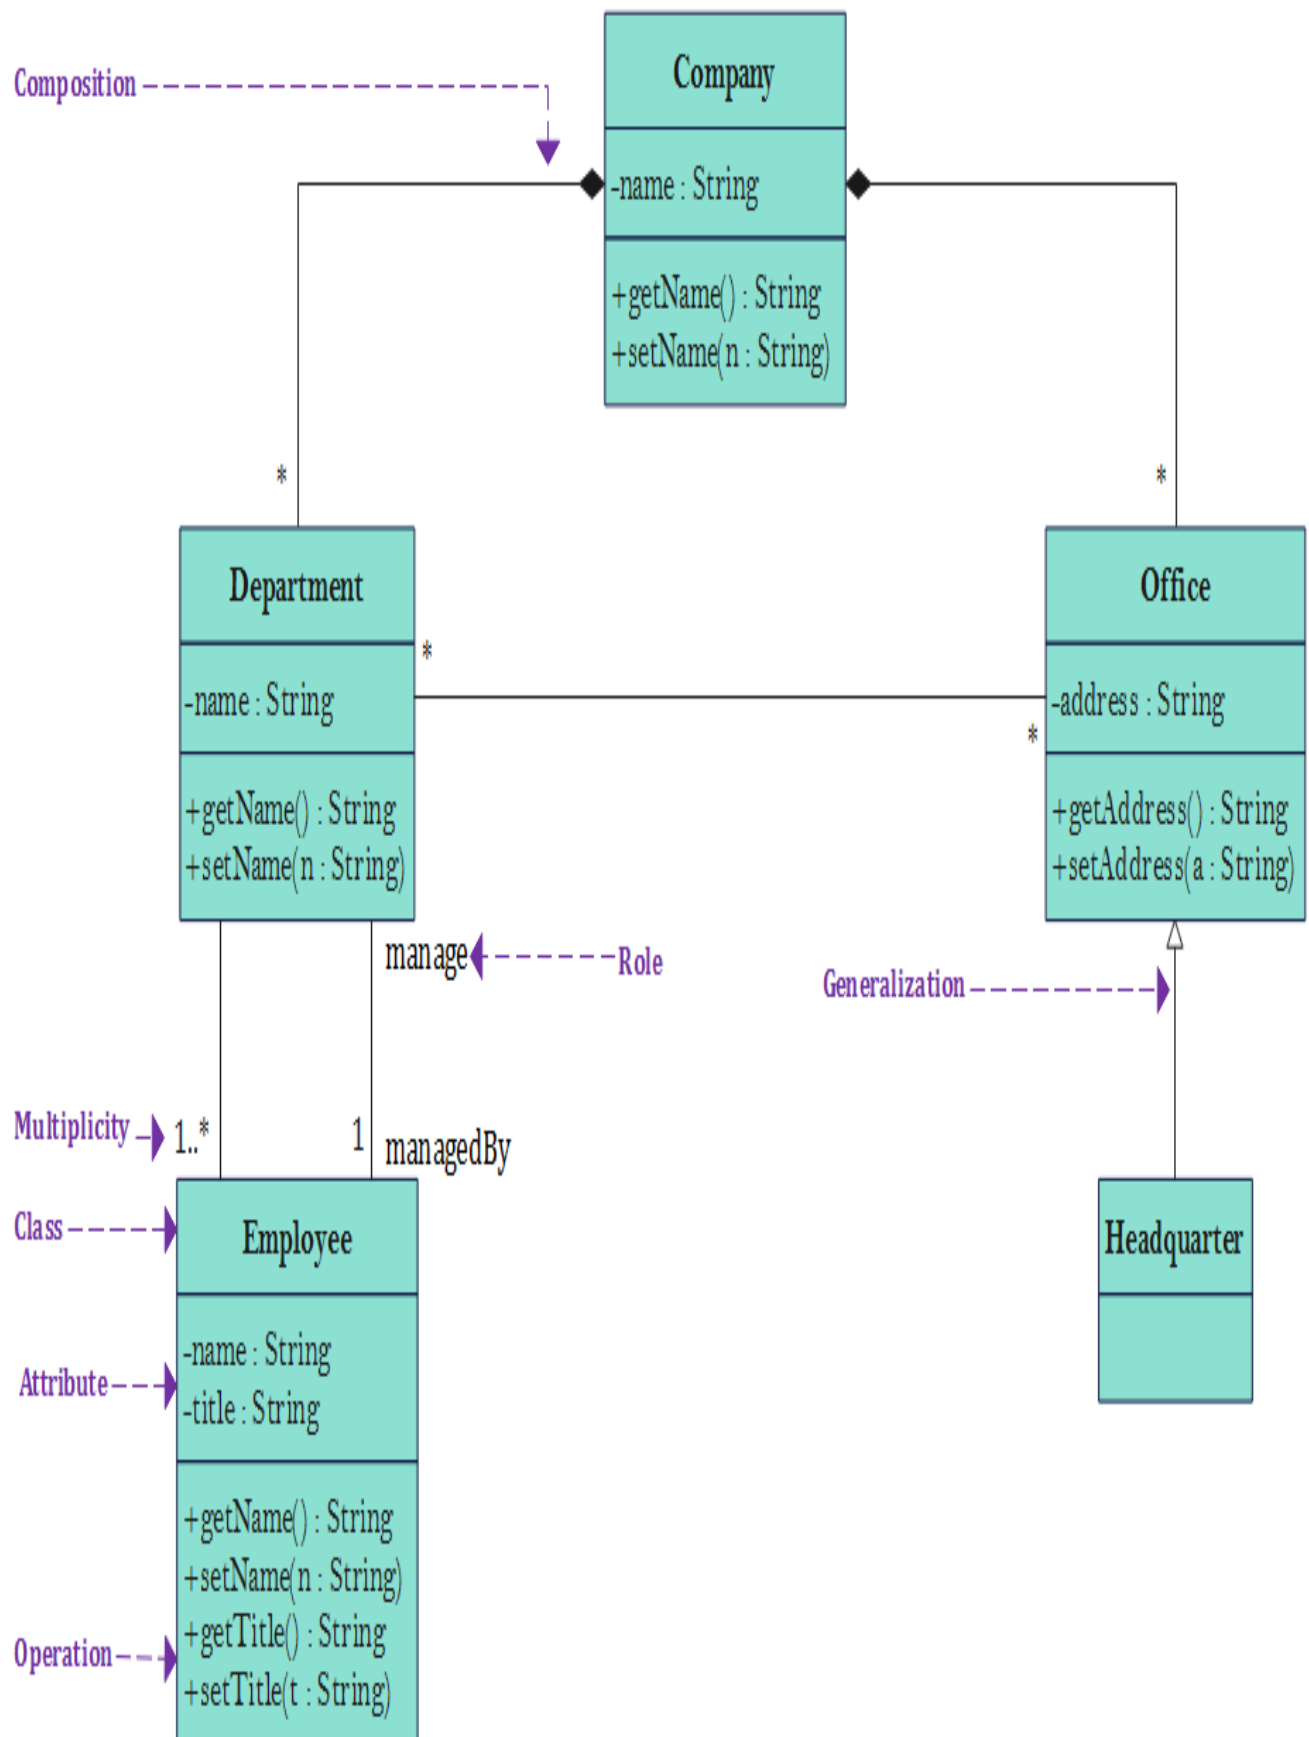 Company
Composition
-name : String
+getName() : String
+setName(n : String)
*
*
Department
Office
*
-name : String
-address : String
*
+getName() : String
+setName(n : String)
+getAddress() : String
+setAddress(a : String)
manage
Role
Generalization
Multiplicity
1..*
1
managedBy
Class
Employee
Headquarter
-name : String
Attribute
-title : String
+getName() : String
+setName(n : String)
+getTitle() : String
Operation
+setTitle(t : String)